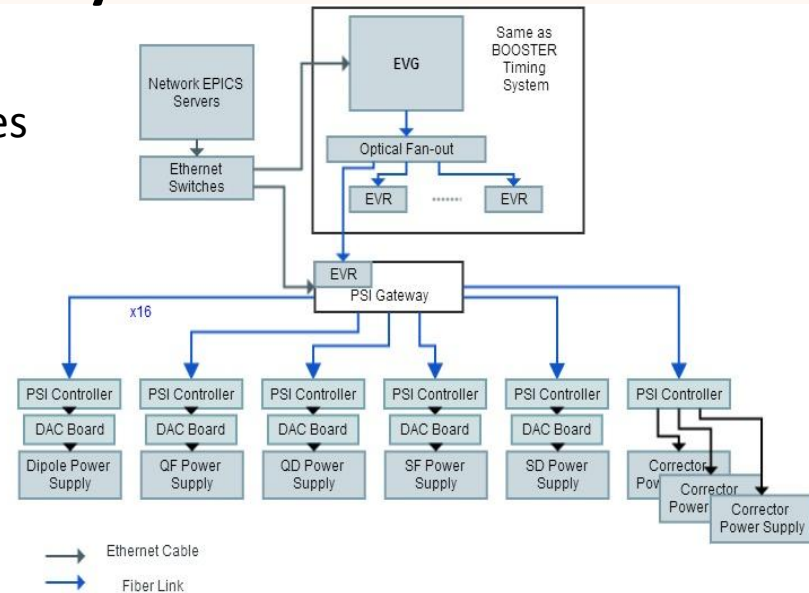 es
Network EPICS
Servers
Ethernet
Switches
EVG
Same as
BOOSTER
Timing
System
Optical Fan-out
EVR
.......
EVR
EVR
PSI Gateway
x16
PSI Controller
DAC Board
Dipole Power
Supply
PSI Controller
DAC Board
QF Power
Supply
PSI Controller
DAC Board
QD Power
Supply
PSI Controller
DAC Board
SF Power
Supply
PSI Controller
DAC Board
SD Power
Supply
PSI Controller
Corrector
Corrector
Power
Corrector
Power Supply
Ethernet Cable
Fiber Link